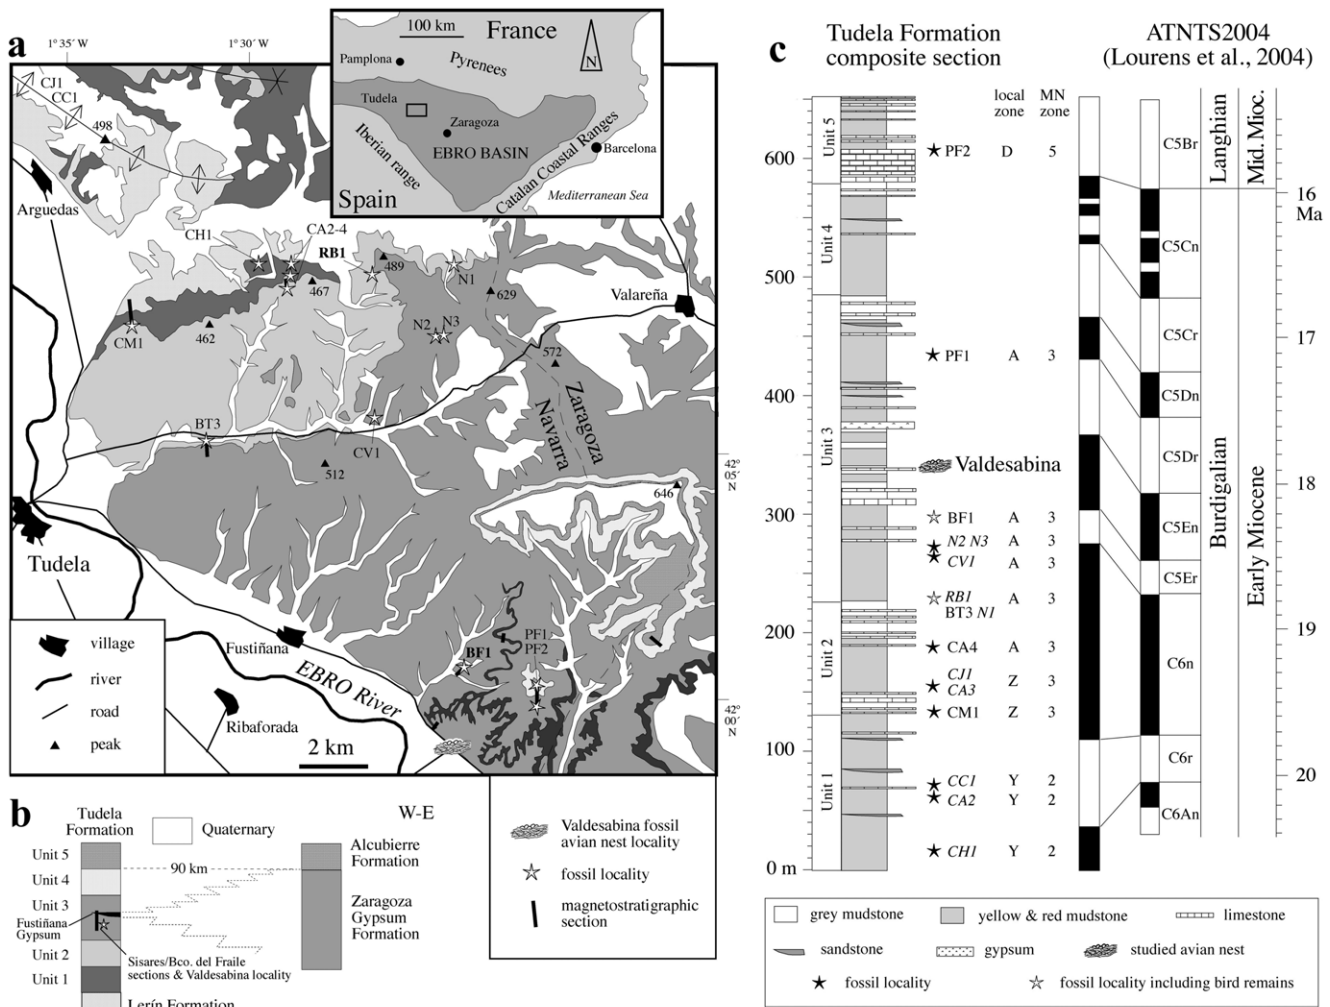 a
1°35´W
1°30´W
CJ1
CC1
498
Arguedas
100 km
France
N
Pamplona
Pyrenees
Tudela
Zaragoza
EBRO BASIN
Iberian range
Catalan Coastal Ranges
Barcelona
Spain
Mediterranean Sea
CH1
CA2-4
RB1
489
N1
467
629
Valareña
CM1
462
N2 N3
572
BT3
CV1
Zaragoza
Navarra
512
42°
05´
N
646
Tudela
village
river
road
peak
Fustiñana
EBRO River
Ribaforada
2 km
BF1
PF1
PF2
42°
00´
N
b
Tudela
Formation
Quaternary
W-E
Unit 5
Unit 4
Unit 3
Unit 2
Unit 1
90 km
Fustiñana
Gypsum
Sisares/Bco. del Fraile
sections & Valdesabina locality
Lerín Formation
Alcubierre
Formation
Zaragoza
Gypsum
Formation
Valdesabina fossil
avian nest locality
fossil locality
magnetostratigraphic
section
c
Tudela Formation
composite section
ATNTS2004
(Lourens et al., 2004)
local
zone
MN
zone
600
500
400
300
200
100
0 m
Unit 5
Unit 4
Unit 3
Unit 2
Unit 1
PF2 D 5
PF1 A 3
Valdesabina
BF1 A 3
N2 N3 A 3
CV1 A 3
RB1 A 3
BT3 N1
CA4 A 3
CJ1 Z 3
CA3
CM1 Z 3
CC1 Y 2
CA2 Y 2
CH1 Y 2
C5Br
C5Cn
C5Cr
C5Dn
C5Dr
C5En
C5Er
C6n
C6r
C6An
Langhian
Burdigalian
Mid. Mioc.
Early Miocene
16
Ma
17
18
19
20
grey mudstone
yellow & red mudstone
limestone
sandstone
gypsum
studied avian nest
fossil locality
fossil locality including bird remains